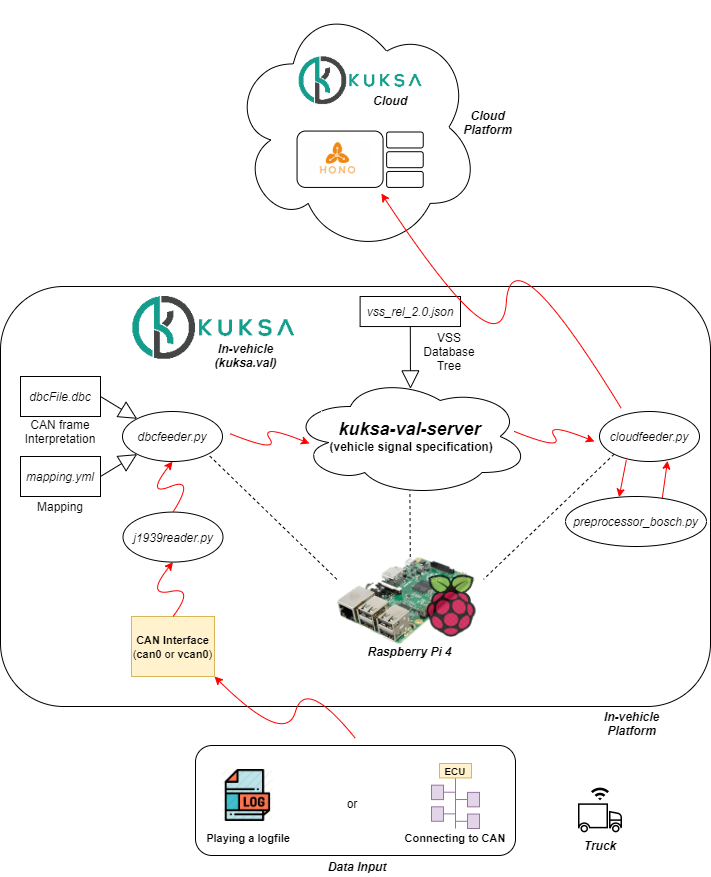 KUKSA
Cloud
Cloud
Platform
HONO
KUKSA
In-vehicle
(kuksa.val)
vss_rel_2.0.json
VSS
Database
Tree
dbcFile.dbc
CAN frame
Interpretation
dbcfeeder.py
kuksa-val-server
(vehicle signal specification)
cloudfeeder.py
mapping.yml
Mapping
preprocessor_bosch.py
j1939reader.py
CAN Interface
(can0 or vcan0)
Raspberry Pi 4
In-vehicle
Platform
ECU
LOG
or
Playing a logfile
Connecting to CAN
Truck
Data Input